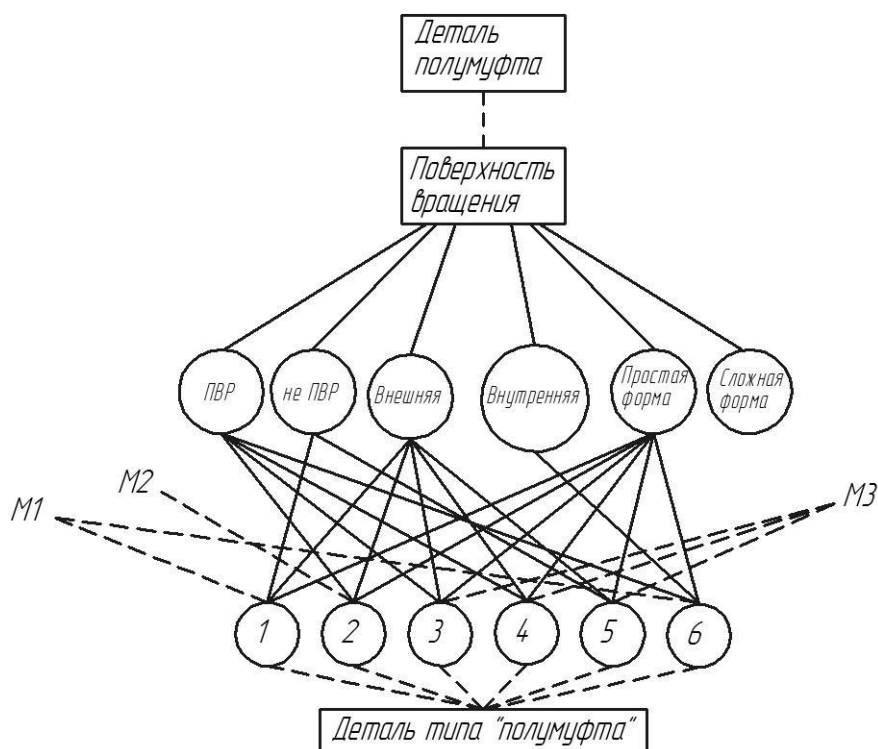 Деталь
полумуфта
Поверхность
вращения
ПВР
не ПВР
Внешняя
Внутренняя
Простая
форма
Сложная
форма
М1
М2
М3
1
2
3
4
5
6
Деталь типа "полумуфта"